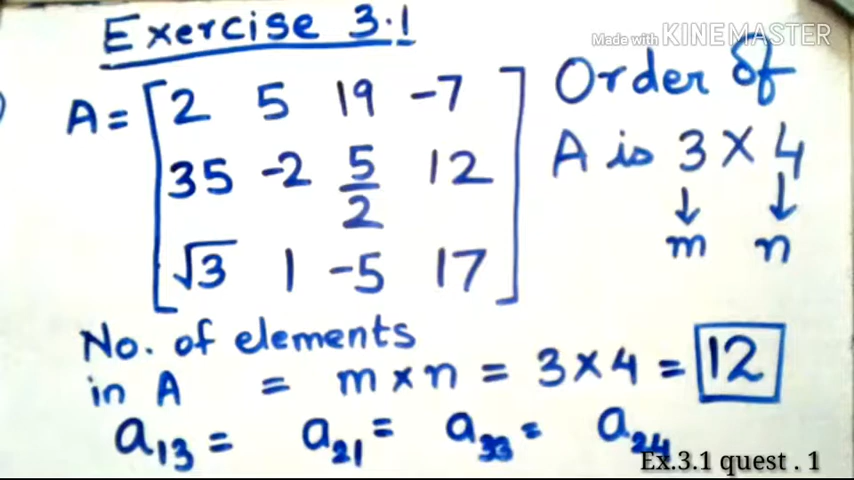 Exercise 3.1
Made with KINEMASTER
A = [ 2 5 19 -7
35 -2 5/2 12
√3 1 -5 17 ]
Order of
A is 3 × 4
↓ ↓
m n
No. of elements
in A = m × n = 3 × 4 = 12
a13 = a21 = a33 = a24
Ex.3.1 quest . 1